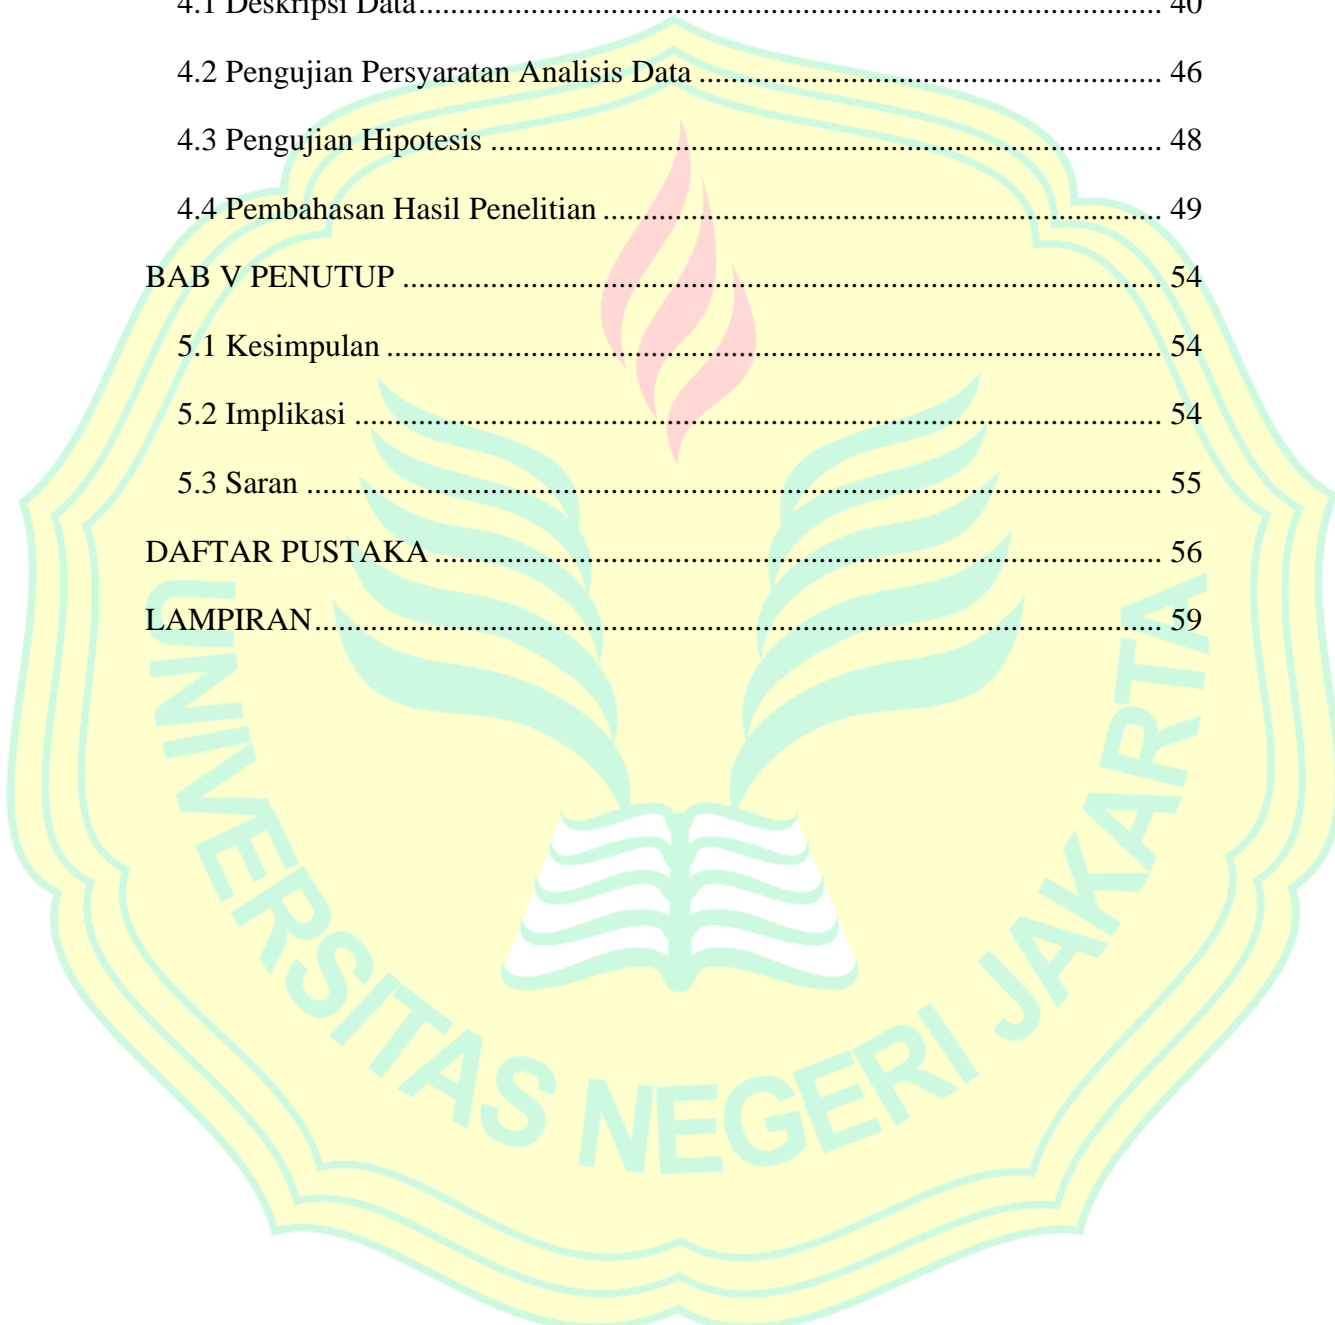 4.1 Deskripsi Data............................................................ 40
4.2 Pengujian Persyaratan Analisis Data ............................................................ 46
4.3 Pengujian Hipotesis ............................................................ 48
4.4 Pembahasan Hasil Penelitian ............................................................ 49
BAB V PENUTUP ............................................................ 54
5.1 Kesimpulan ............................................................ 54
5.2 Implikasi ............................................................ 54
5.3 Saran ............................................................ 55
DAFTAR PUSTAKA ............................................................ 56
LAMPIRAN............................................................ 59
UNIVERSITAS NEGERI JAKARTA